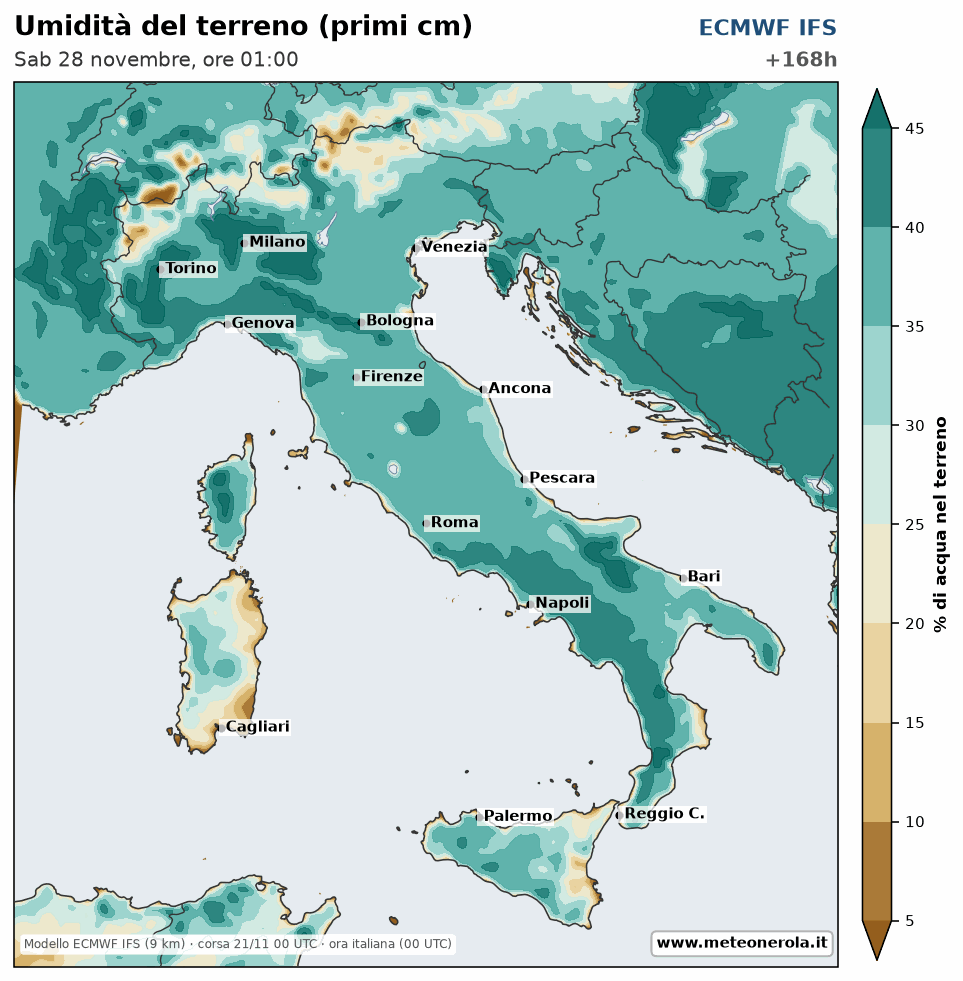 Umidità del terreno (primi cm)
ECMWF IFS
Sab 28 novembre, ore 01:00
+168h
Milano
Venezia
Torino
Genova
Bologna
Firenze
Ancona
Pescara
Roma
Bari
Napoli
Cagliari
Palermo
Reggio C.
45
40
35
30
25
20
15
10
5
% di acqua nel terreno
Modello ECMWF IFS (9 km) · corsa 21/11 00 UTC · ora italiana (00 UTC)
www.meteonerola.it